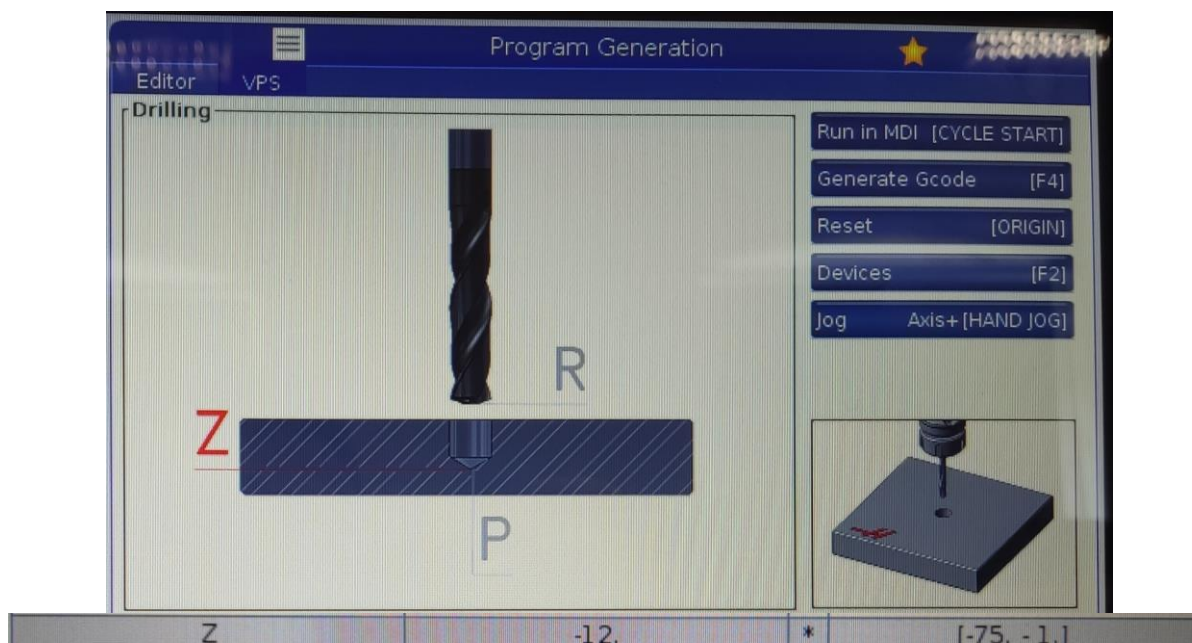 Program Generation
Editor VPS
Drilling
Run in MDI [CYCLE START]
Generate Gcode [F4]
Reset [ORIGIN]
Devices [F2]
Jog Axis+[HAND JOG]
R
Z
P
Z -12. * [-75. -1.]